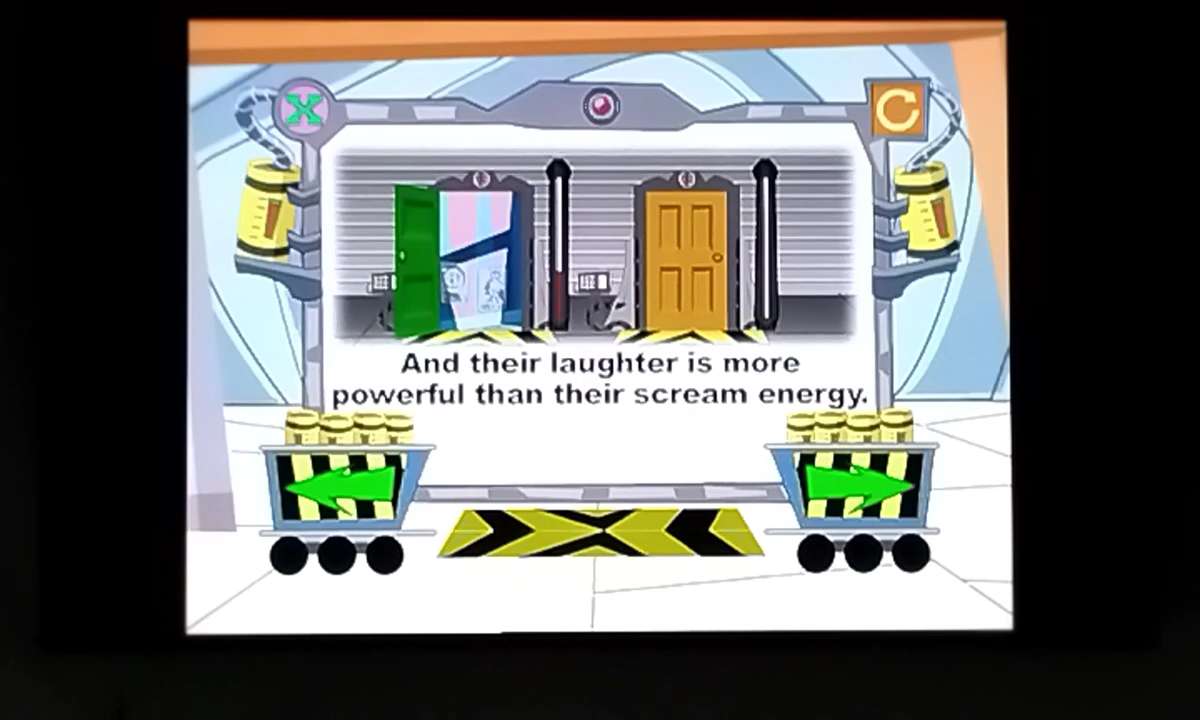 And their laughter is more
powerful than their scream energy.